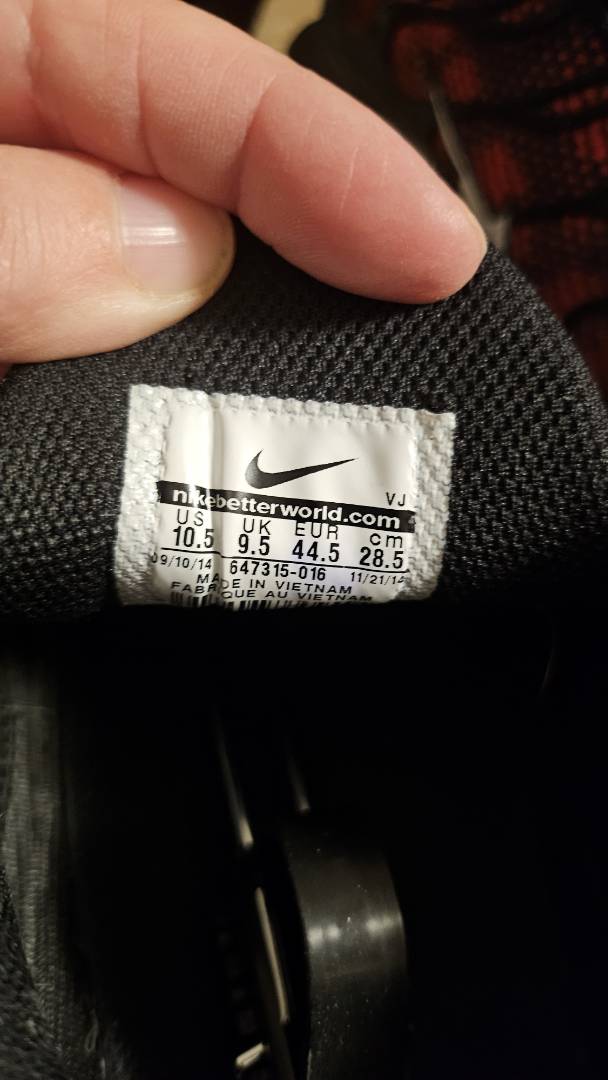 VJ
nikebetterworld.com
US UK EUR cm
10.5 9.5 44.5 28.5
09/10/14 647315-016 11/21/14
MADE IN VIETNAM
FABRIQUE AU VIETNAM